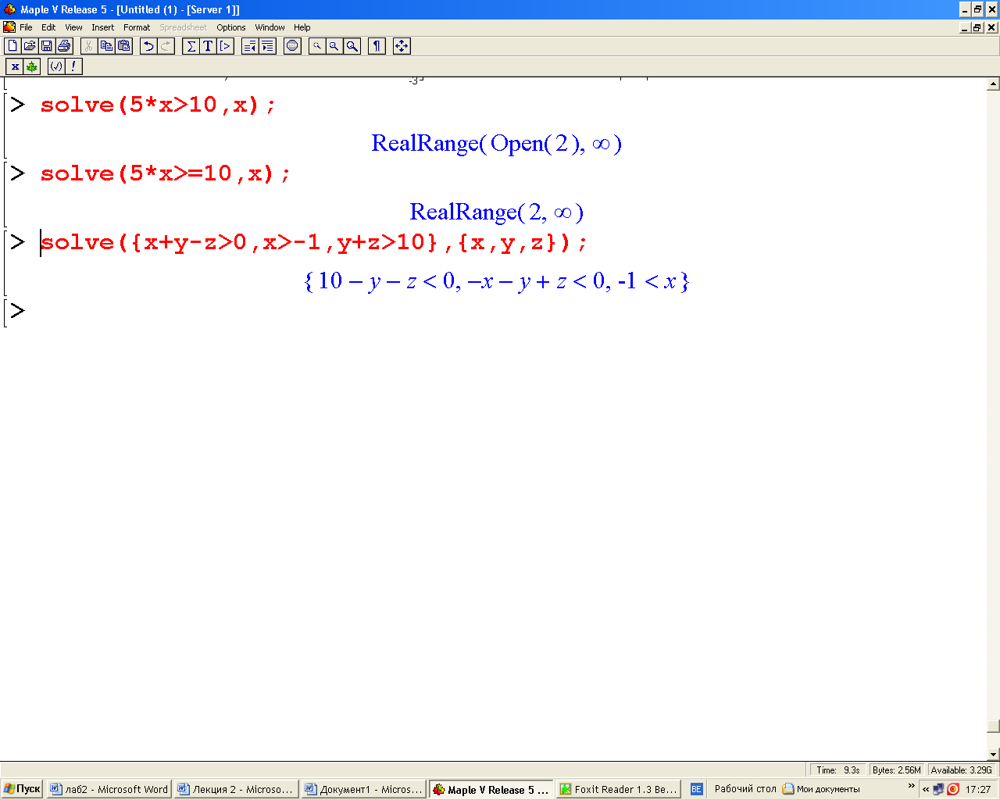 Maple V Release 5 - [Untitled (1) - [Server 1]]
File Edit View Insert Format Spreadsheet Options Window Help
-3
> solve(5*x>10,x);
RealRange( Open( 2 ), ∞ )
> solve(5*x>=10,x);
RealRange( 2, ∞ )
> solve({x+y-z>0,x>-1,y+z>10},{x,y,z});
{ 10 − y − z < 0, −x − y + z < 0, -1 < x }
>
Time: 9.3s Bytes: 2.56M Available: 3.29G
Пуск лаб2 - Microsoft Word Лекция 2 - Microso... Документ1 - Micros... Maple V Release 5 ... Foxit Reader 1.3 Be... BE Рабочий стол Мои документы » « 17:27